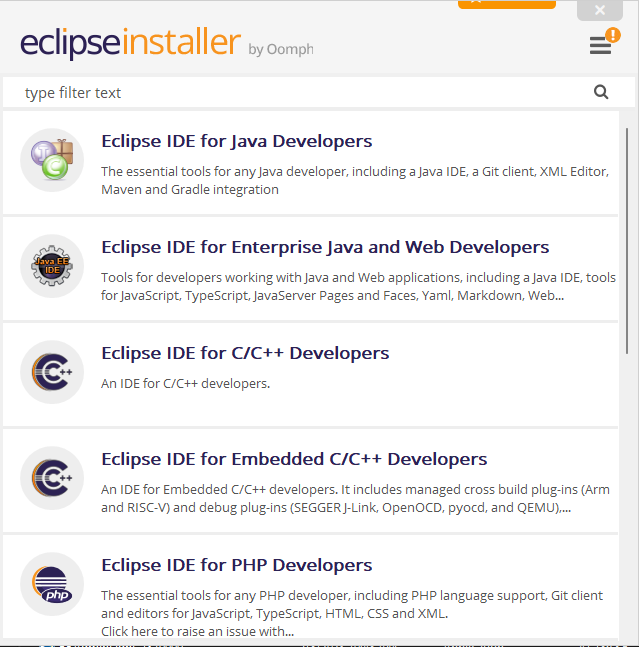 eclipseinstaller by Oomph
type filter text
Eclipse IDE for Java Developers
The essential tools for any Java developer, including a Java IDE, a Git client, XML Editor,
Maven and Gradle integration
Java EE
IDE
Eclipse IDE for Enterprise Java and Web Developers
Tools for developers working with Java and Web applications, including a Java IDE, tools
for JavaScript, TypeScript, JavaServer Pages and Faces, Yaml, Markdown, Web...
C++
Eclipse IDE for C/C++ Developers
An IDE for C/C++ developers.
C++
Eclipse IDE for Embedded C/C++ Developers
An IDE for Embedded C/C++ developers. It includes managed cross build plug-ins (Arm
and RISC-V) and debug plug-ins (SEGGER J-Link, OpenOCD, pyocd, and QEMU),...
php
Eclipse IDE for PHP Developers
The essential tools for any PHP developer, including PHP language support, Git client
and editors for JavaScript, TypeScript, HTML, CSS and XML.
Click here to raise an issue with...